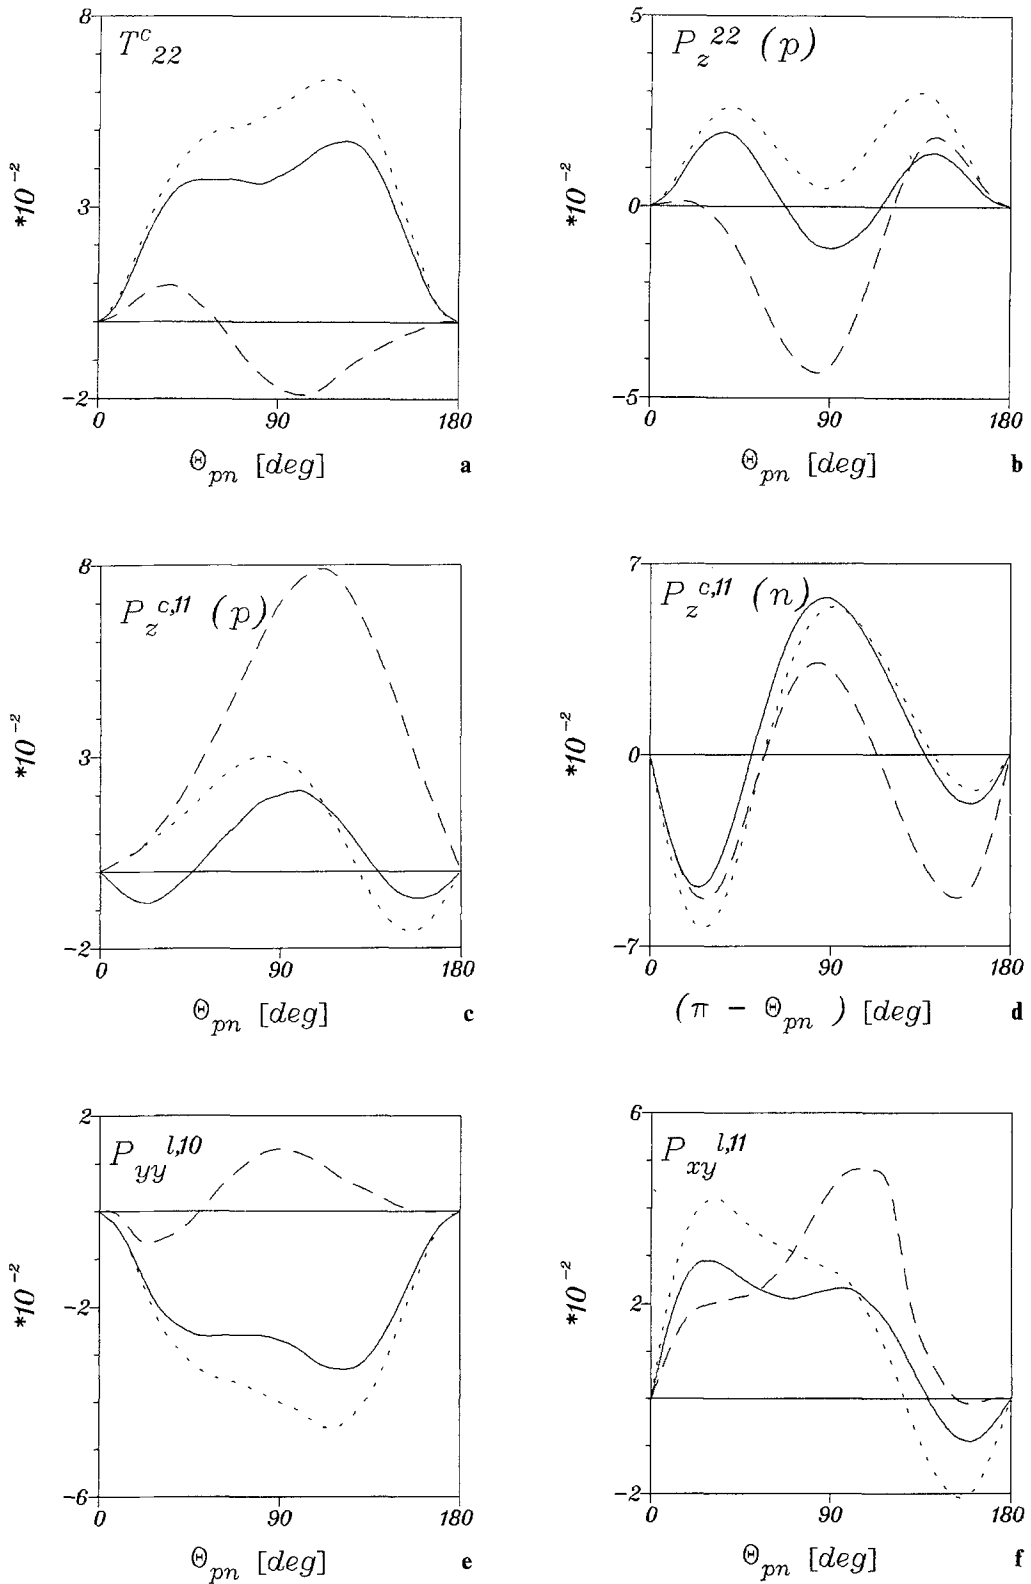 8
T^c_22
*10^-2
3
-2
0 90 180
Θ_pn [deg] a
5
P_z^22 (p)
*10^-2
0
-5
0 90 180
Θ_pn [deg] b
8
P_z^c,11 (p)
*10^-2
3
-2
0 90 180
Θ_pn [deg] c
7
P_z^c,11 (n)
*10^-2
0
-7
0 90 180
(π - Θ_pn ) [deg] d
2
P_yy^l,10
*10^-2
-2
-6
0 90 180
Θ_pn [deg] e
6
P_xy^l,11
*10^-2
2
-2
0 90 180
Θ_pn [deg] f